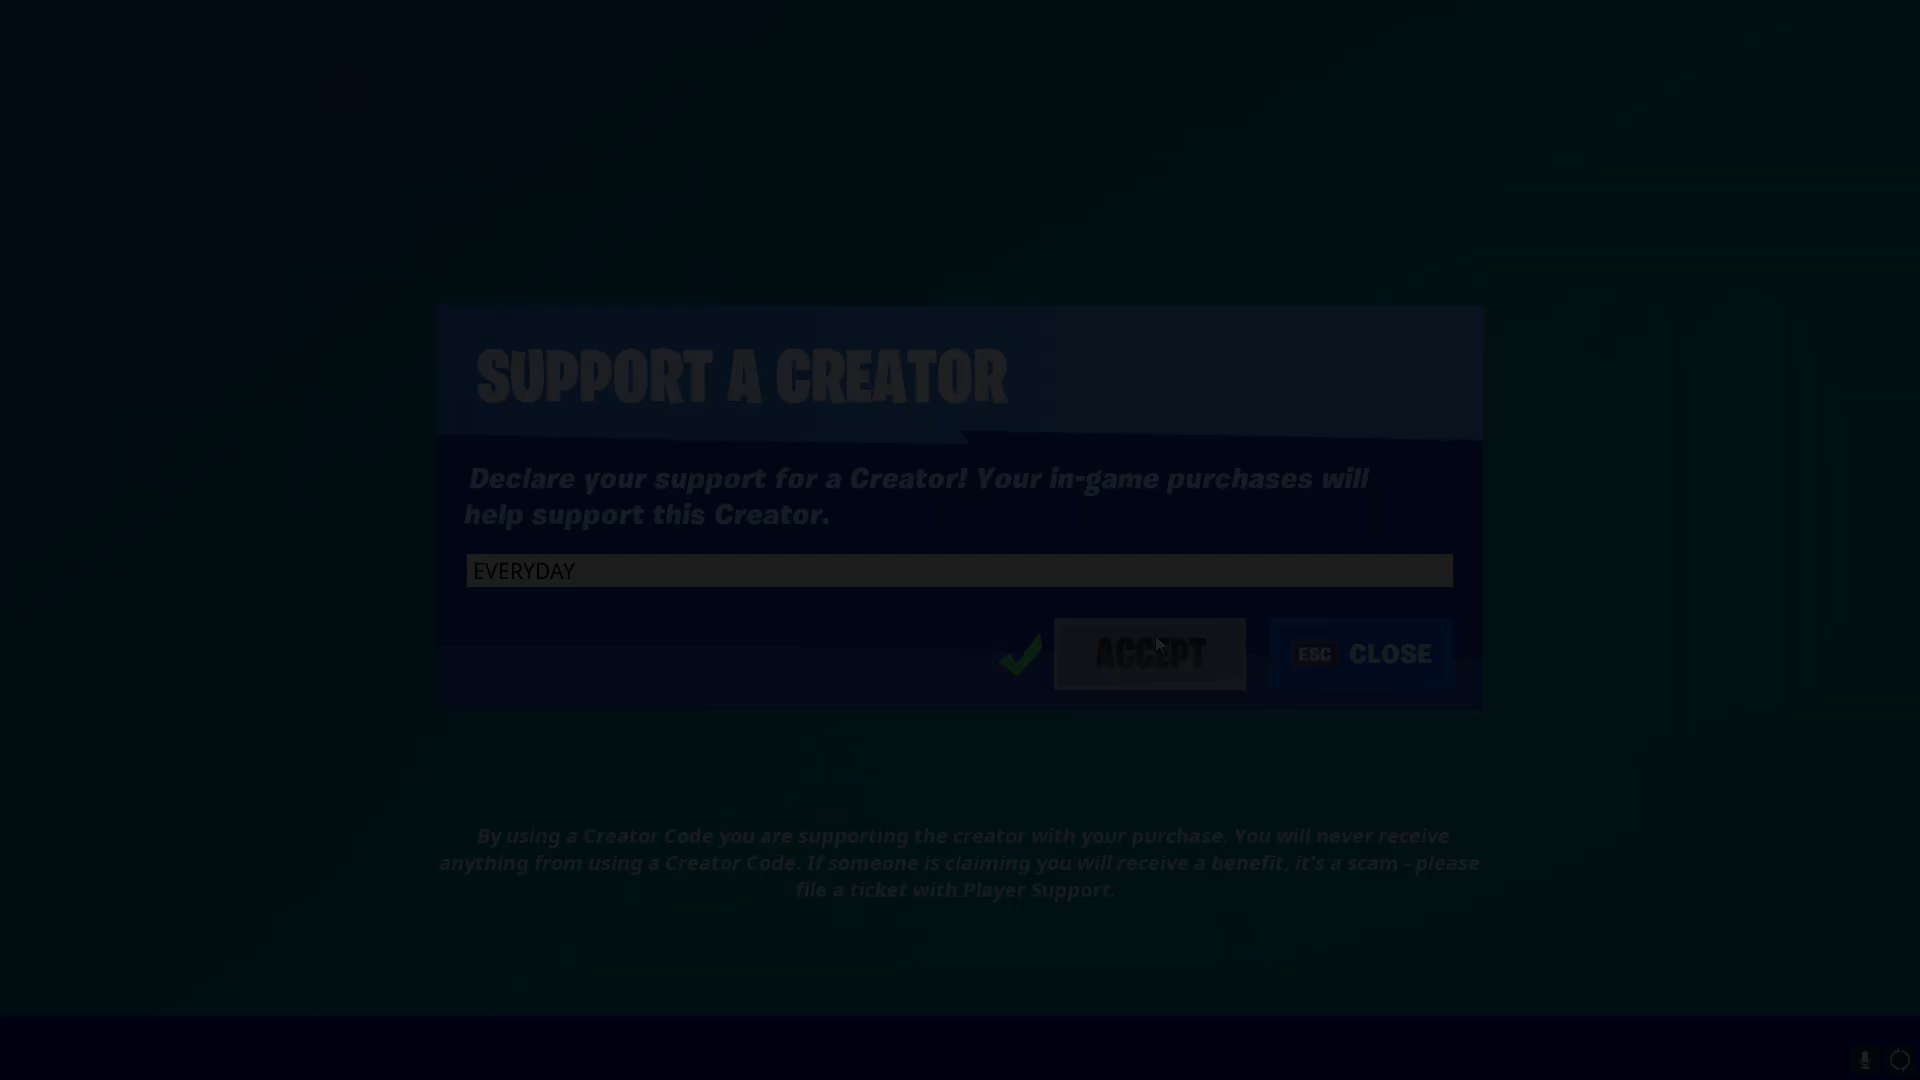 SUPPORT A CREATOR
Declare your support for a Creator! Your in-game purchases will
help support this Creator.
EVERYDAY
ACCEPT
ESC CLOSE
By using a Creator Code you are supporting the creator with your purchase. You will never receive
anything from using a Creator Code. If someone is claiming you will receive a benefit, it's a scam - please
file a ticket with Player Support.